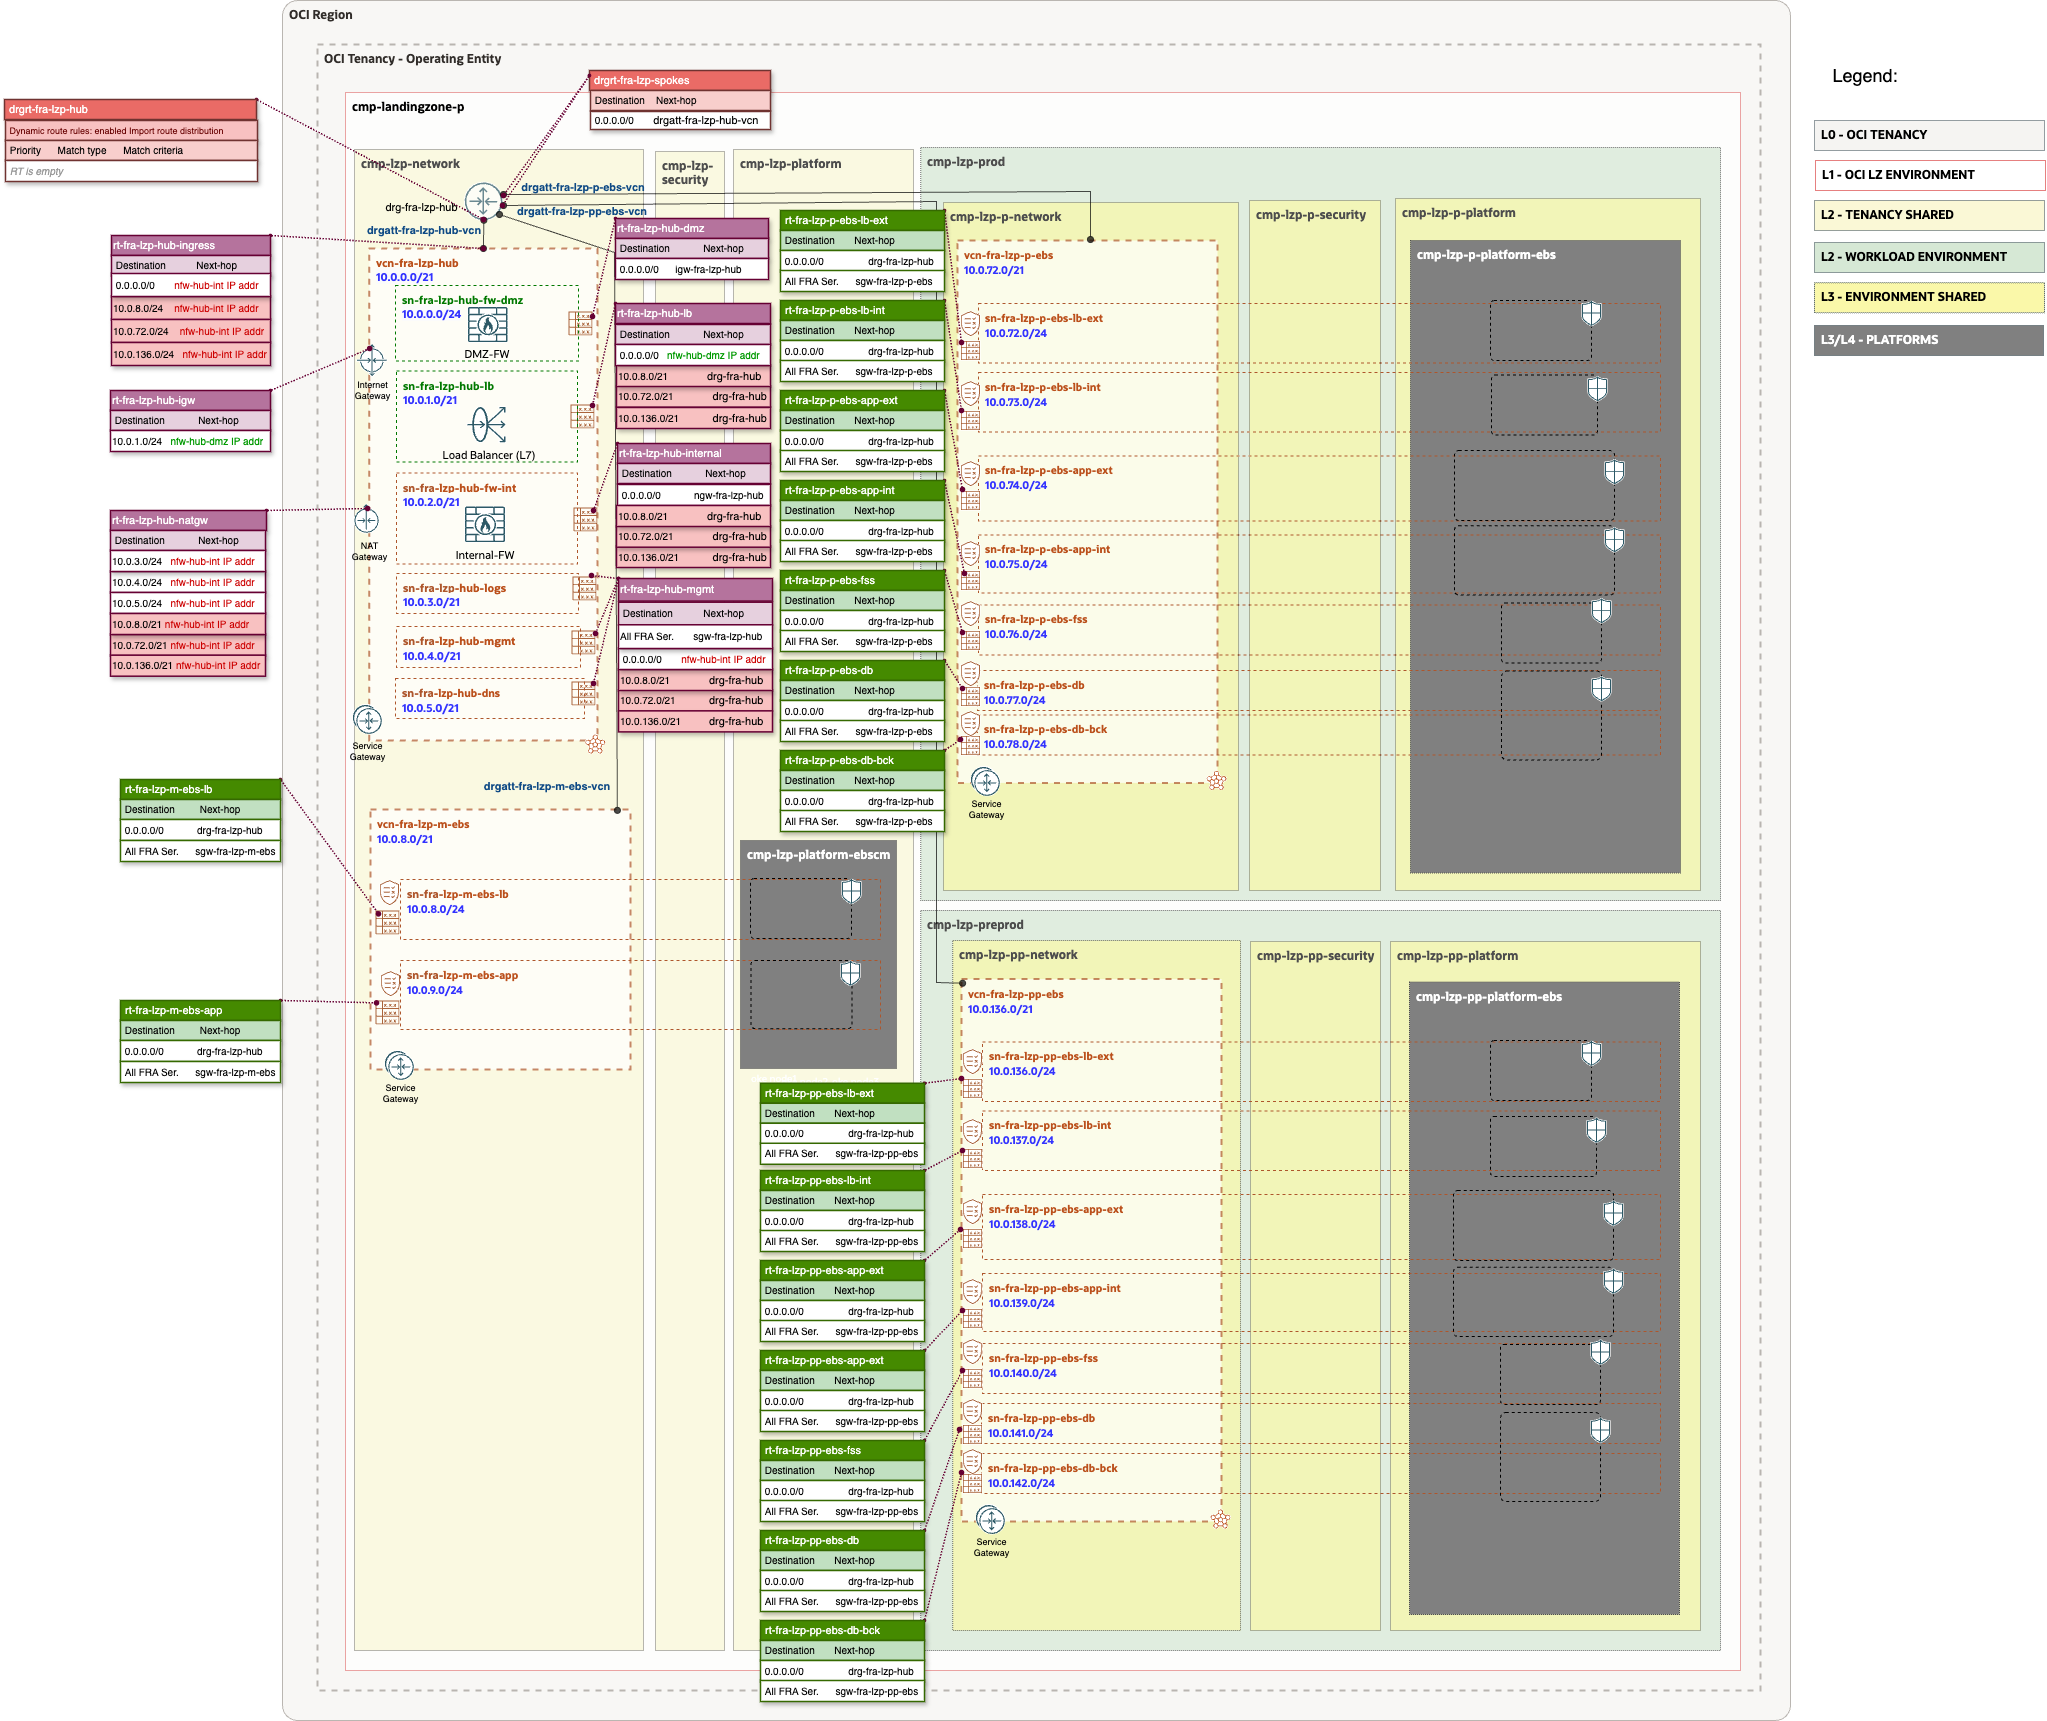 OCI Region
OCI Tenancy - Operating Entity
cmp-landingzone-p
Legend:
L0 - OCI TENANCY
L1 - OCI LZ ENVIRONMENT
L2 - TENANCY SHARED
L2 - WORKLOAD ENVIRONMENT
L3 - ENVIRONMENT SHARED
L3/L4 - PLATFORMS
drgrt-fra-lzp-hub
Dynamic route rules: enabled Import route distribution
Priority Match type Match criteria
RT is empty
drgrt-fra-lzp-spokes
Destination Next-hop
0.0.0.0/0 drgatt-fra-lzp-hub-vcn
cmp-lzp-network
cmp-lzp-
security
cmp-lzp-platform
cmp-lzp-prod
drg-fra-lzp-hub
drgatt-fra-lzp-p-ebs-vcn
drgatt-fra-lzp-pp-ebs-vcn
drgatt-fra-lzp-hub-vcn
rt-fra-lzp-hub-ingress
Destination Next-hop
0.0.0.0/0 nfw-hub-int IP addr
10.0.8.0/24 nfw-hub-int IP addr
10.0.72.0/24 nfw-hub-int IP addr
10.0.136.0/24 nfw-hub-int IP addr
rt-fra-lzp-hub-igw
Destination Next-hop
10.0.1.0/24 nfw-hub-dmz IP addr
rt-fra-lzp-hub-natgw
Destination Next-hop
10.0.3.0/24 nfw-hub-int IP addr
10.0.4.0/24 nfw-hub-int IP addr
10.0.5.0/24 nfw-hub-int IP addr
10.0.8.0/21 nfw-hub-int IP addr
10.0.72.0/21 nfw-hub-int IP addr
10.0.136.0/21 nfw-hub-int IP addr
rt-fra-lzp-m-ebs-lb
Destination Next-hop
0.0.0.0/0 drg-fra-lzp-hub
All FRA Ser. sgw-fra-lzp-m-ebs
rt-fra-lzp-m-ebs-app
Destination Next-hop
0.0.0.0/0 drg-fra-lzp-hub
All FRA Ser. sgw-fra-lzp-m-ebs
vcn-fra-lzp-hub
10.0.0.0/21
sn-fra-lzp-hub-fw-dmz
10.0.0.0/24
DMZ-FW
Internet
Gateway
sn-fra-lzp-hub-lb
10.0.1.0/21
Load Balancer (L7)
sn-fra-lzp-hub-fw-int
10.0.2.0/21
Internal-FW
NAT
Gateway
sn-fra-lzp-hub-logs
10.0.3.0/21
sn-fra-lzp-hub-mgmt
10.0.4.0/21
sn-fra-lzp-hub-dns
10.0.5.0/21
Service
Gateway
drgatt-fra-lzp-m-ebs-vcn
vcn-fra-lzp-m-ebs
10.0.8.0/21
sn-fra-lzp-m-ebs-lb
10.0.8.0/24
sn-fra-lzp-m-ebs-app
10.0.9.0/24
Service
Gateway
rt-fra-lzp-hub-dmz
Destination Next-hop
0.0.0.0/0 igw-fra-lzp-hub
rt-fra-lzp-hub-lb
Destination Next-hop
0.0.0.0/0 nfw-hub-dmz IP addr
10.0.8.0/21 drg-fra-hub
10.0.72.0/21 drg-fra-hub
10.0.136.0/21 drg-fra-hub
rt-fra-lzp-hub-internal
Destination Next-hop
0.0.0.0/0 ngw-fra-lzp-hub
10.0.8.0/21 drg-fra-hub
10.0.72.0/21 drg-fra-hub
10.0.136.0/21 drg-fra-hub
rt-fra-lzp-hub-mgmt
Destination Next-hop
All FRA Ser. sgw-fra-lzp-hub
0.0.0.0/0 nfw-hub-int IP addr
10.0.8.0/21 drg-fra-hub
10.0.72.0/21 drg-fra-hub
10.0.136.0/21 drg-fra-hub
cmp-lzp-platform-ebscm
rt-fra-lzp-p-ebs-lb-ext
Destination Next-hop
0.0.0.0/0 drg-fra-lzp-hub
All FRA Ser. sgw-fra-lzp-p-ebs
rt-fra-lzp-p-ebs-lb-int
Destination Next-hop
0.0.0.0/0 drg-fra-lzp-hub
All FRA Ser. sgw-fra-lzp-p-ebs
rt-fra-lzp-p-ebs-app-ext
Destination Next-hop
0.0.0.0/0 drg-fra-lzp-hub
All FRA Ser. sgw-fra-lzp-p-ebs
rt-fra-lzp-p-ebs-app-int
Destination Next-hop
0.0.0.0/0 drg-fra-lzp-hub
All FRA Ser. sgw-fra-lzp-p-ebs
rt-fra-lzp-p-ebs-fss
Destination Next-hop
0.0.0.0/0 drg-fra-lzp-hub
All FRA Ser. sgw-fra-lzp-p-ebs
rt-fra-lzp-p-ebs-db
Destination Next-hop
0.0.0.0/0 drg-fra-lzp-hub
All FRA Ser. sgw-fra-lzp-p-ebs
rt-fra-lzp-p-ebs-db-bck
Destination Next-hop
0.0.0.0/0 drg-fra-lzp-hub
All FRA Ser. sgw-fra-lzp-p-ebs
cmp-lzp-p-network
cmp-lzp-p-security
cmp-lzp-p-platform
cmp-lzp-p-platform-ebs
vcn-fra-lzp-p-ebs
10.0.72.0/21
sn-fra-lzp-p-ebs-lb-ext
10.0.72.0/24
sn-fra-lzp-p-ebs-lb-int
10.0.73.0/24
sn-fra-lzp-p-ebs-app-ext
10.0.74.0/24
sn-fra-lzp-p-ebs-app-int
10.0.75.0/24
sn-fra-lzp-p-ebs-fss
10.0.76.0/24
sn-fra-lzp-p-ebs-db
10.0.77.0/24
sn-fra-lzp-p-ebs-db-bck
10.0.78.0/24
Service
Gateway
cmp-lzp-preprod
cmp-lzp-pp-network
cmp-lzp-pp-security
cmp-lzp-pp-platform
cmp-lzp-pp-platform-ebs
vcn-fra-lzp-pp-ebs
10.0.136.0/21
sn-fra-lzp-pp-ebs-lb-ext
10.0.136.0/24
sn-fra-lzp-pp-ebs-lb-int
10.0.137.0/24
sn-fra-lzp-pp-ebs-app-ext
10.0.138.0/24
sn-fra-lzp-pp-ebs-app-int
10.0.139.0/24
sn-fra-lzp-pp-ebs-fss
10.0.140.0/24
sn-fra-lzp-pp-ebs-db
10.0.141.0/24
sn-fra-lzp-pp-ebs-db-bck
10.0.142.0/24
Service
Gateway
rt-fra-lzp-pp-ebs-lb-ext
Destination Next-hop
0.0.0.0/0 drg-fra-lzp-hub
All FRA Ser. sgw-fra-lzp-pp-ebs
rt-fra-lzp-pp-ebs-lb-int
Destination Next-hop
0.0.0.0/0 drg-fra-lzp-hub
All FRA Ser. sgw-fra-lzp-pp-ebs
rt-fra-lzp-pp-ebs-app-ext
Destination Next-hop
0.0.0.0/0 drg-fra-lzp-hub
All FRA Ser. sgw-fra-lzp-pp-ebs
rt-fra-lzp-pp-ebs-app-ext
Destination Next-hop
0.0.0.0/0 drg-fra-lzp-hub
All FRA Ser. sgw-fra-lzp-pp-ebs
rt-fra-lzp-pp-ebs-fss
Destination Next-hop
0.0.0.0/0 drg-fra-lzp-hub
All FRA Ser. sgw-fra-lzp-pp-ebs
rt-fra-lzp-pp-ebs-db
Destination Next-hop
0.0.0.0/0 drg-fra-lzp-hub
All FRA Ser. sgw-fra-lzp-pp-ebs
rt-fra-lzp-pp-ebs-db-bck
Destination Next-hop
0.0.0.0/0 drg-fra-lzp-hub
All FRA Ser. sgw-fra-lzp-pp-ebs